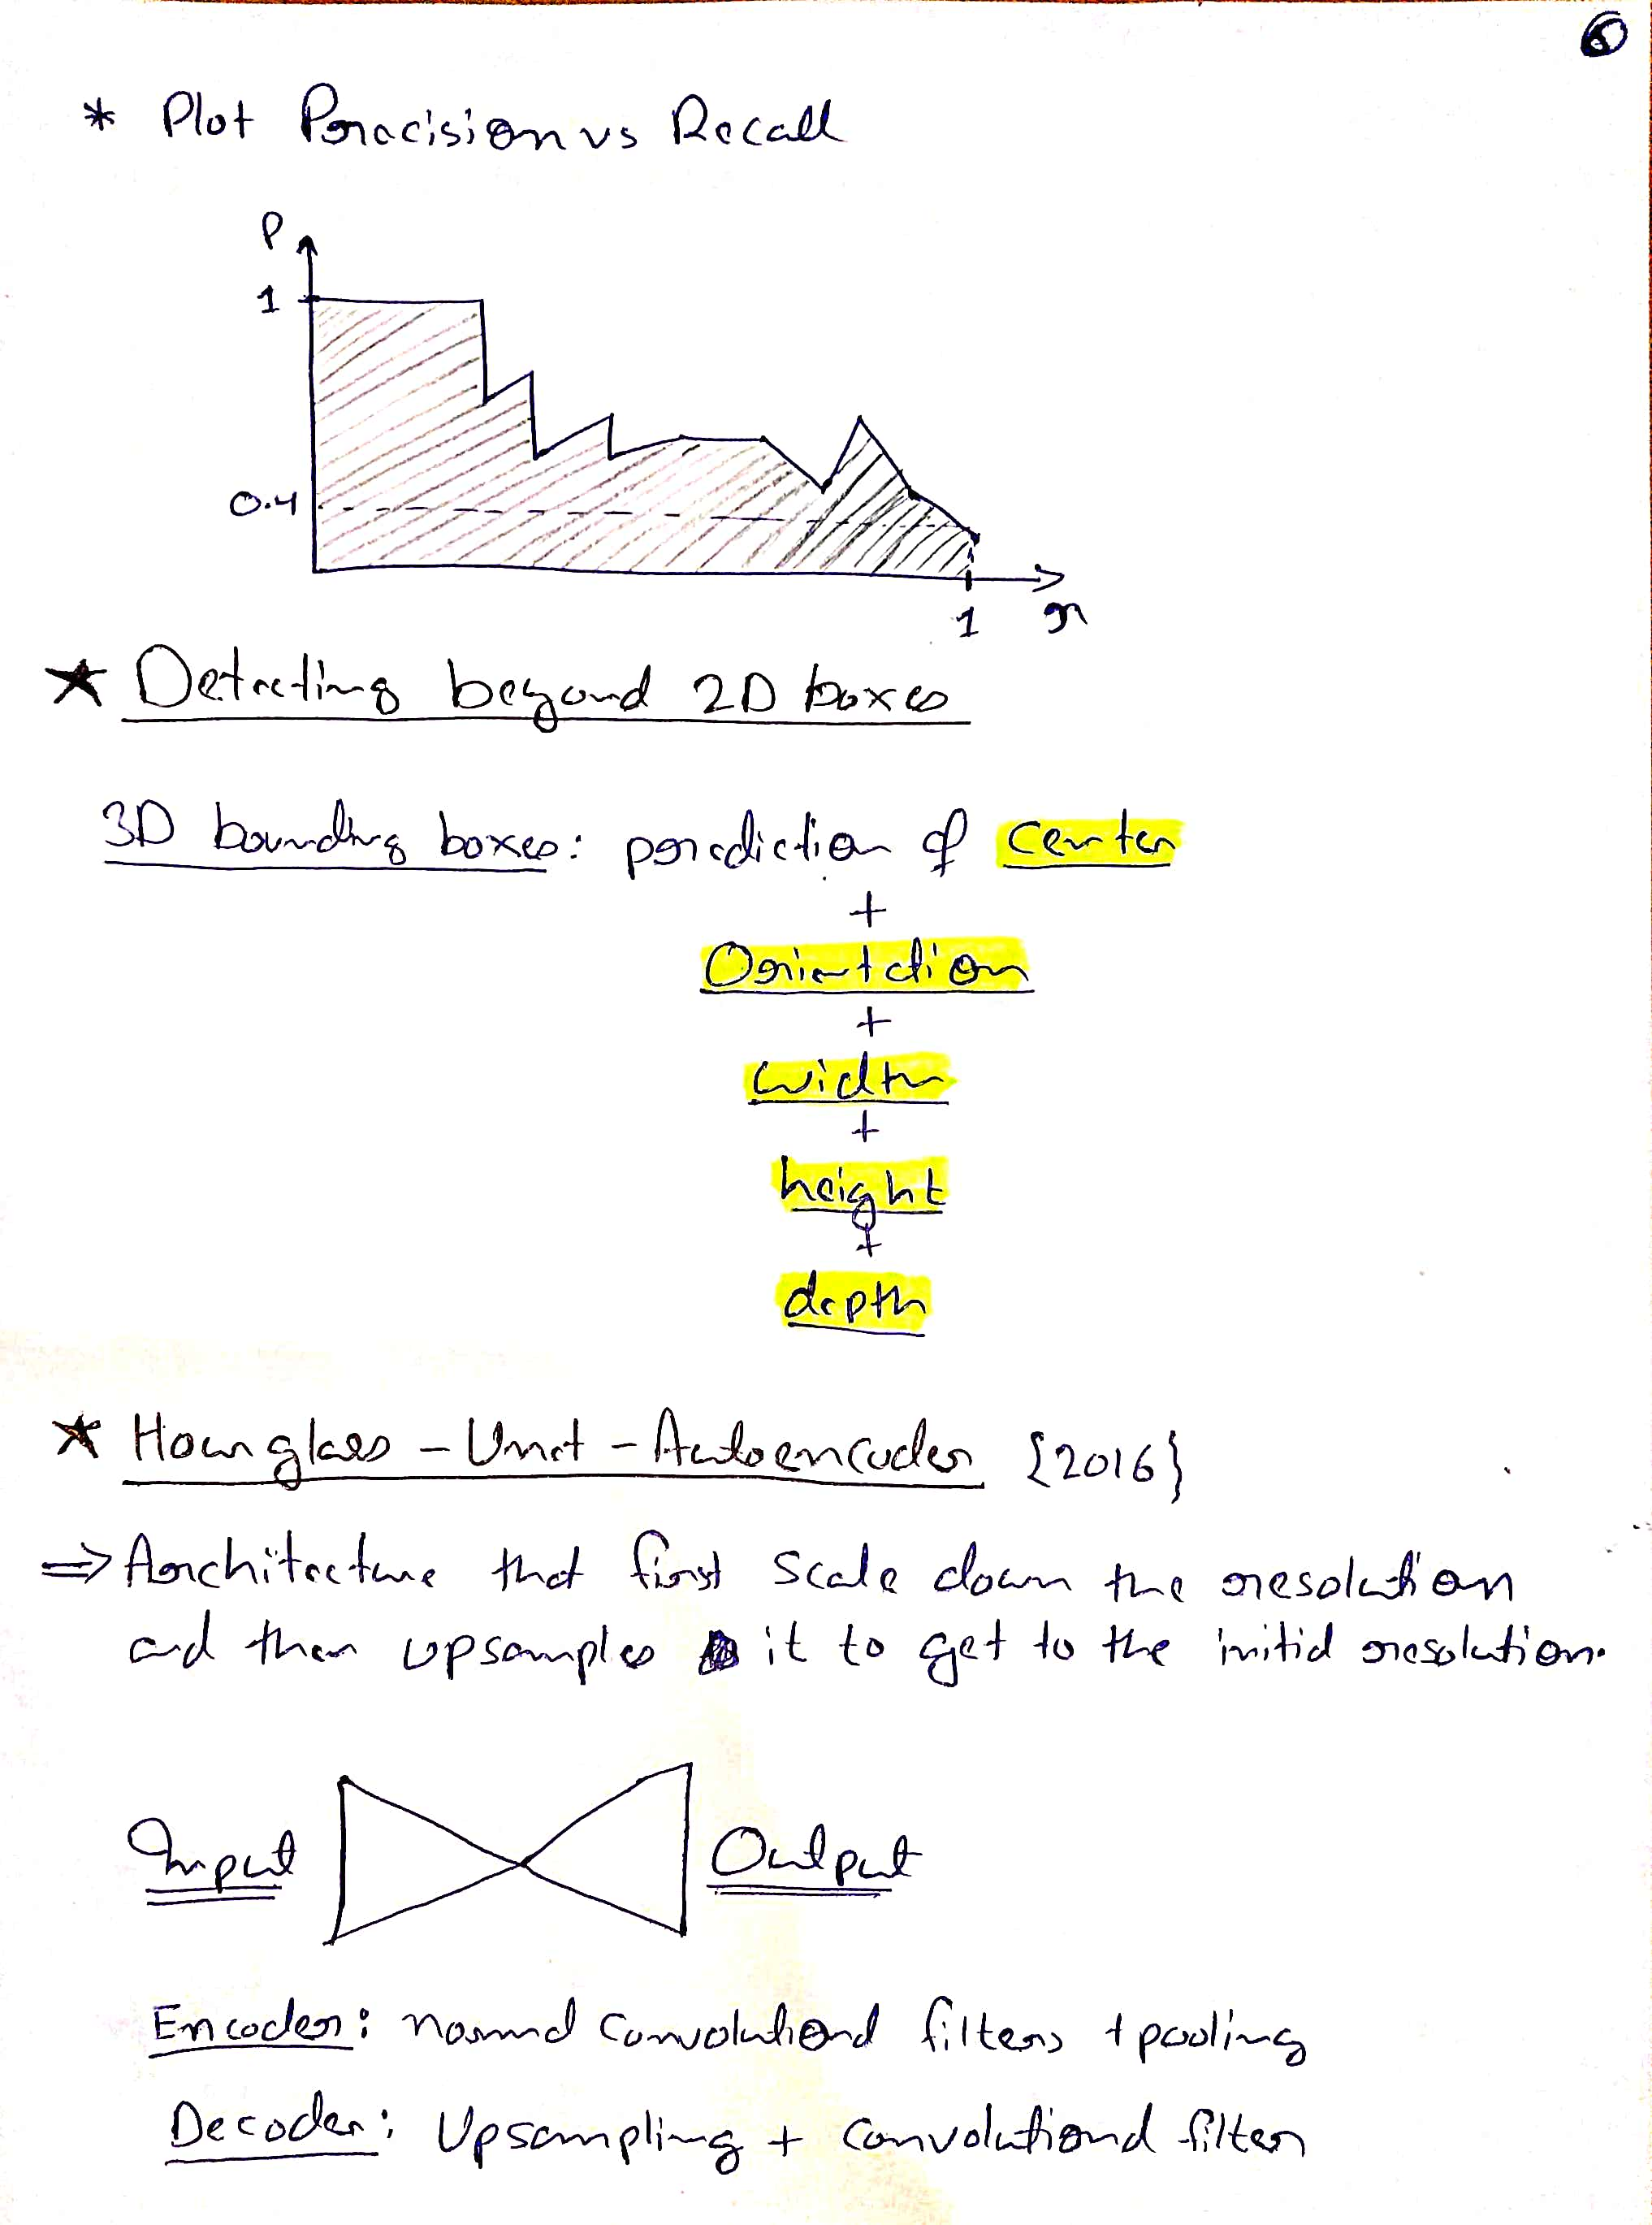 * Plot Precision vs Recall
P
1
0.4
1 r
* Detecting beyond 2D boxes
3D bounding boxes: prediction of center
+
Orientation
+
width
+
height
+
depth
* Hourglass - Unet - Autoencoder {2016}
⇒ Architecture that first scale down the resolution
and then upsamples it to get to the initial resolution.
Input Output
Encoder: normal convolutional filters + pooling
Decoder: Upsampling + convolutional filter